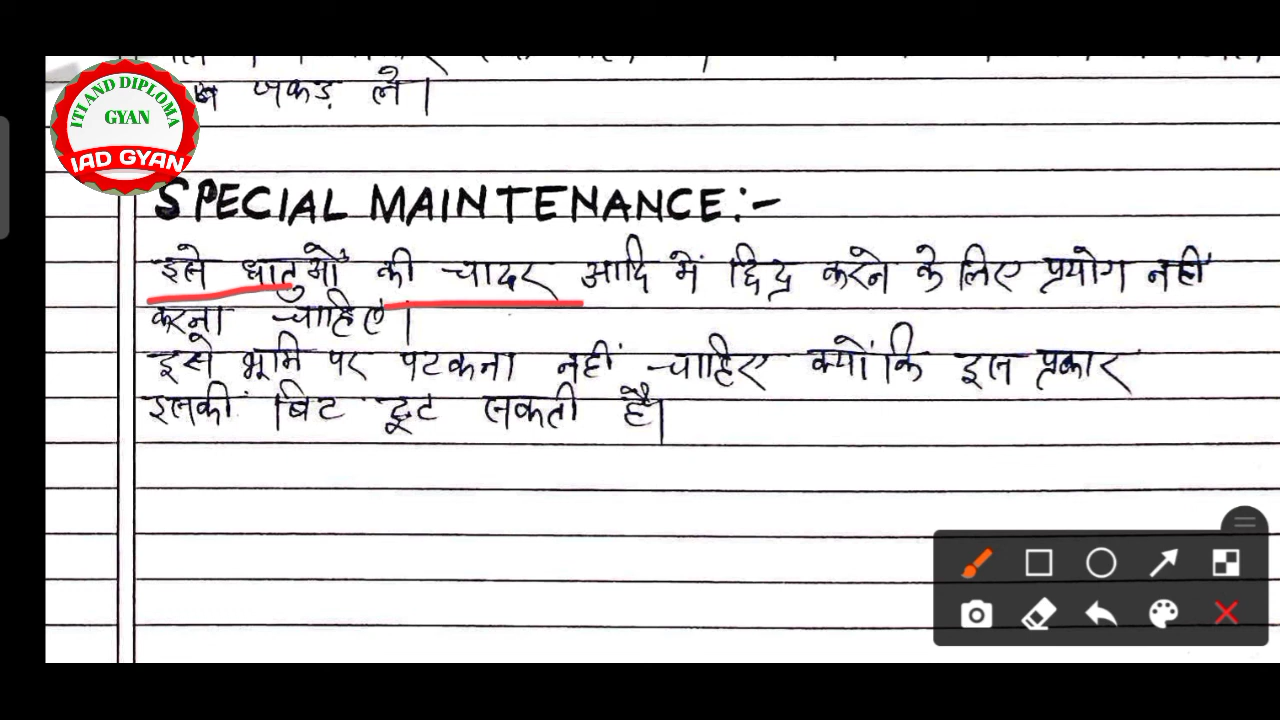 ITI AND DIPLOMA
GYAN
IAD GYAN
जकड़ ले।
SPECIAL MAINTENANCE:-
इसे धातुओं की चादर आदि में छिद्र करने के लिए प्रयोग नहीं
करना चाहिए।
इसे भूमि पर पटकना नहीं चाहिए क्योंकि इस प्रकार
इसकी बिट टूट सकती है।